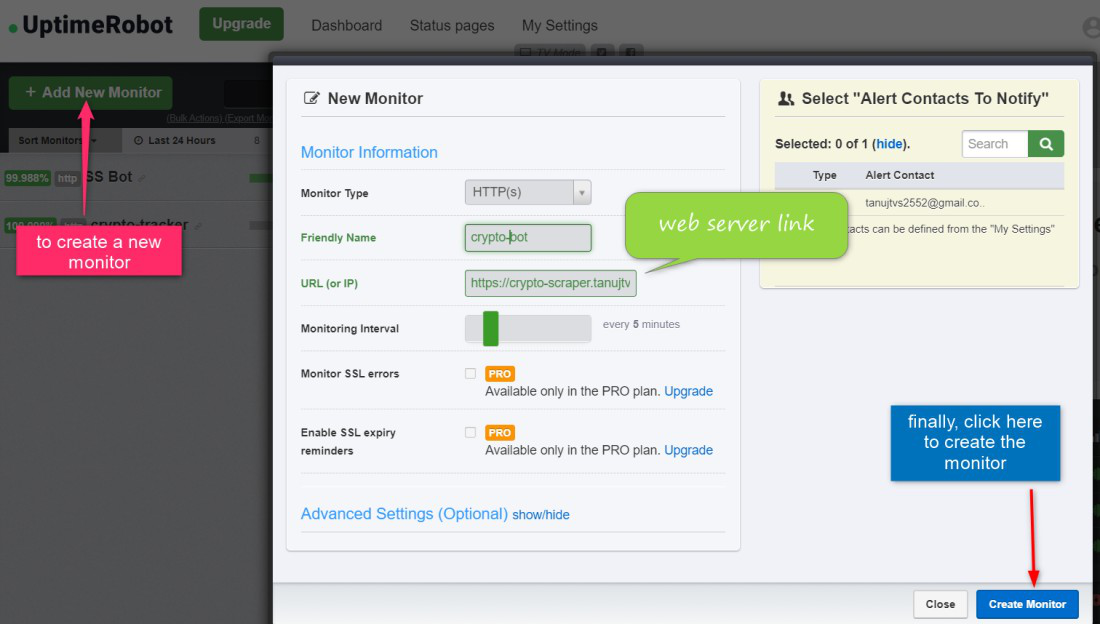 UptimeRobot
Upgrade
Dashboard
Status pages
My Settings
TV Mode
+ Add New Monitor
(Bulk Actions) (Export Mon
Sort Monitors
Last 24 Hours
8
99.988%
http
SS Bot
http
crypto-tracker
to create a new
monitor
New Monitor
Monitor Information
Monitor Type
HTTP(s)
Friendly Name
crypto-bot
URL (or IP)
https://crypto-scraper.tanujtv
web server link
Monitoring Interval
every 5 minutes
Monitor SSL errors
PRO
Available only in the PRO plan. Upgrade
Enable SSL expiry
reminders
PRO
Available only in the PRO plan. Upgrade
Advanced Settings (Optional) show/hide
Select "Alert Contacts To Notify"
Selected: 0 of 1 (hide).
Search
Type
Alert Contact
tanujtvs2552@gmail.co..
can be defined from the "My Settings"
finally, click here
to create the
monitor
Close
Create Monitor